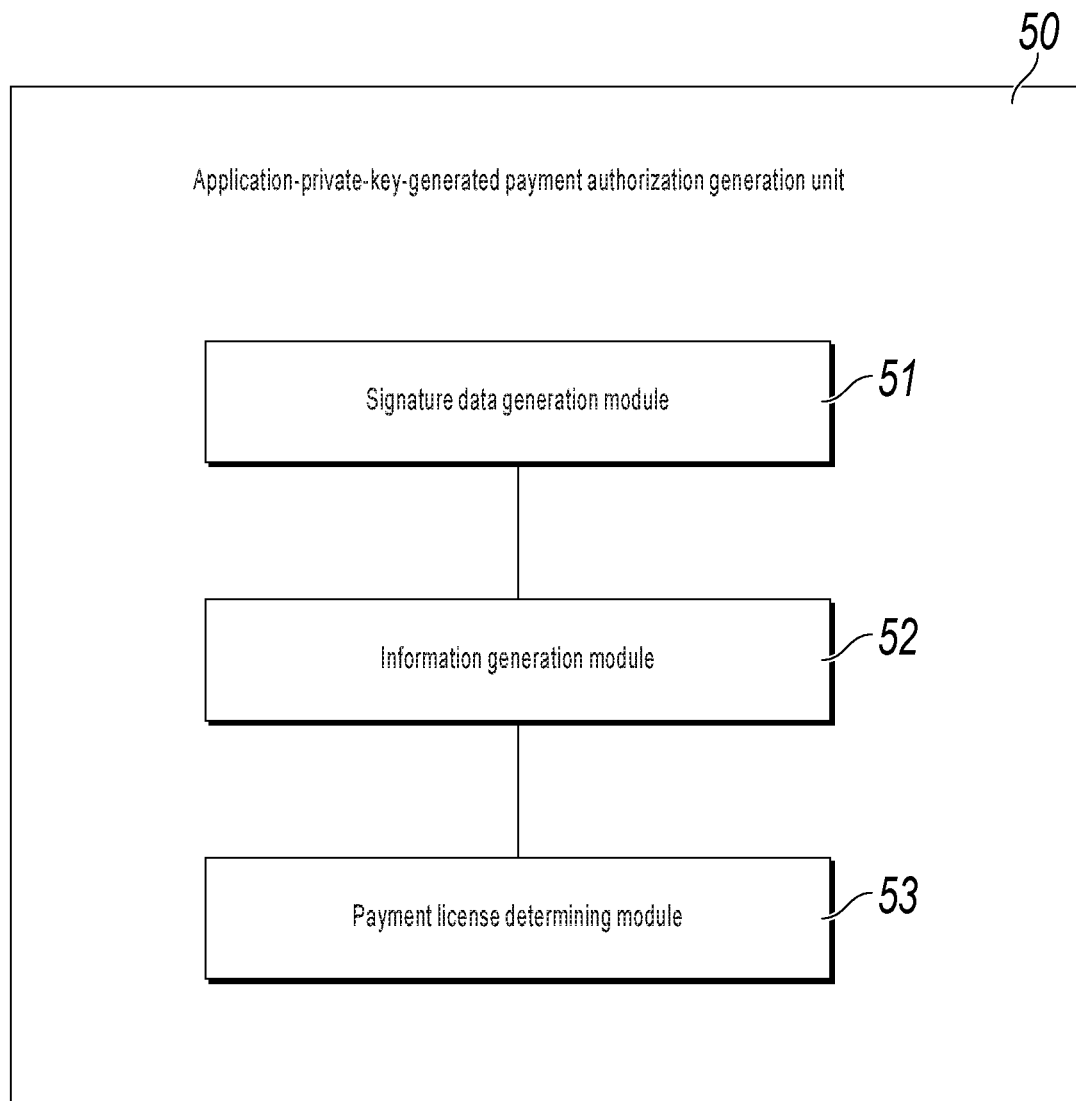 50
Application-private-key-generated payment authorization generation unit
Signature data generation module
51
Information generation module
52
Payment license determining module
53